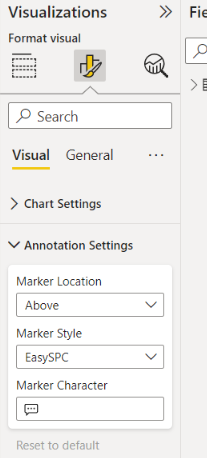 Visualizations
Fie
Format visual
Search
Visual General ...
Chart Settings
Annotation Settings
Marker Location
Above
Marker Style
EasySPC
Marker Character
💬
Reset to default